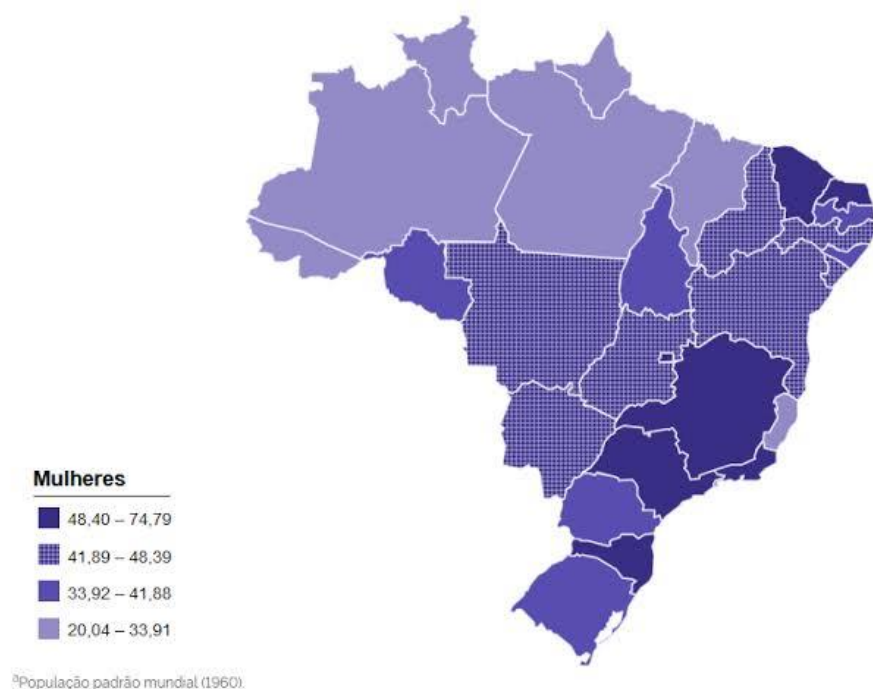 Mulheres
48,40 – 74,79
41,89 – 48,39
33,92 – 41,88
20,04 – 33,91
ªPopulação padrão mundial (1960).